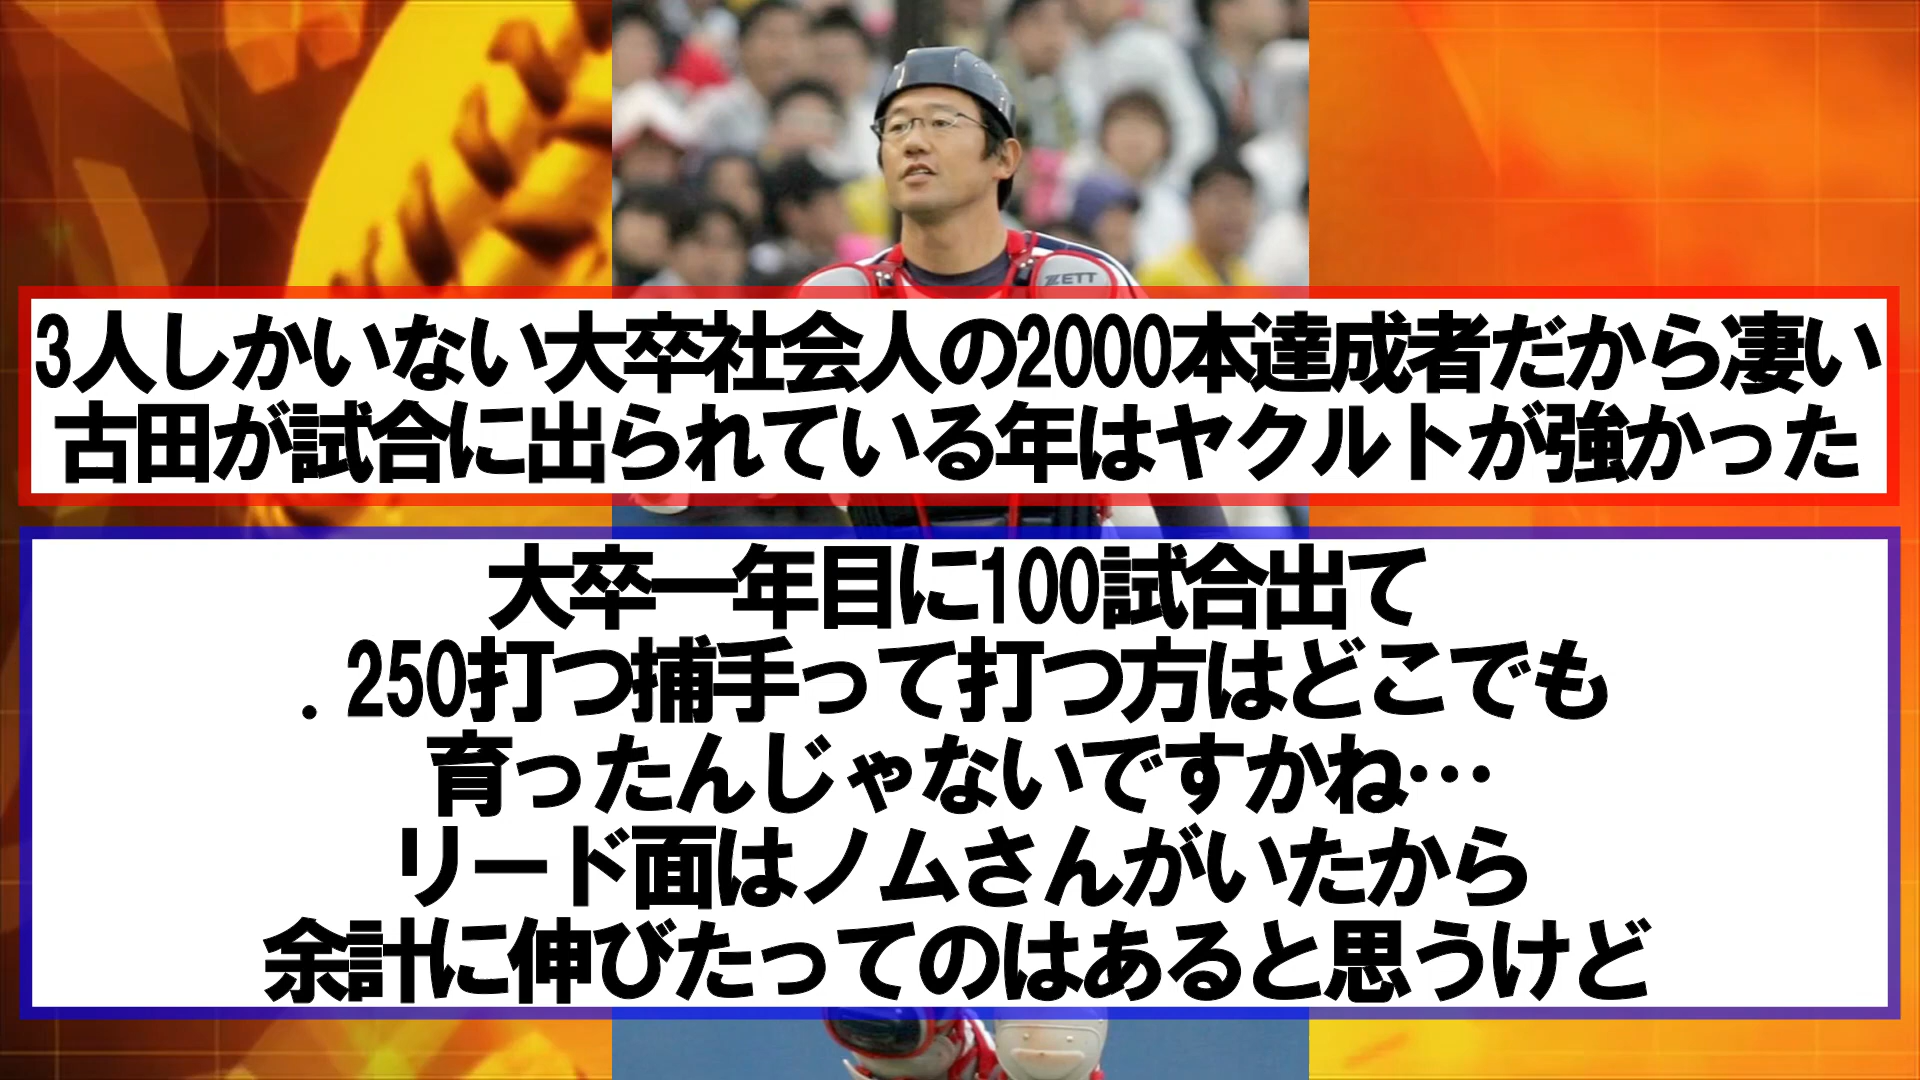 ZETT
3人しかいない大卒社会人の2000本達成者だから凄い
古田が試合に出られている年はヤクルトが強かった
大卒一年目に100試合出て
.250打つ捕手って打つ方はどこでも
育ったんじゃないですかね…
リード面はノムさんがいたから
余計に伸びたってのはあると思うけど